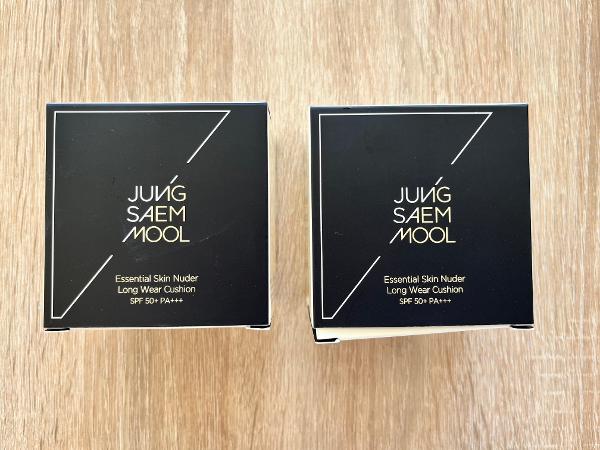 JUNG
SAEM
MOOL
Essential Skin Nuder
Long Wear Cushion
SPF 50+ PA+++
JUNG
SAEM
MOOL
Essential Skin Nuder
Long Wear Cushion
SPF 50+ PA+++